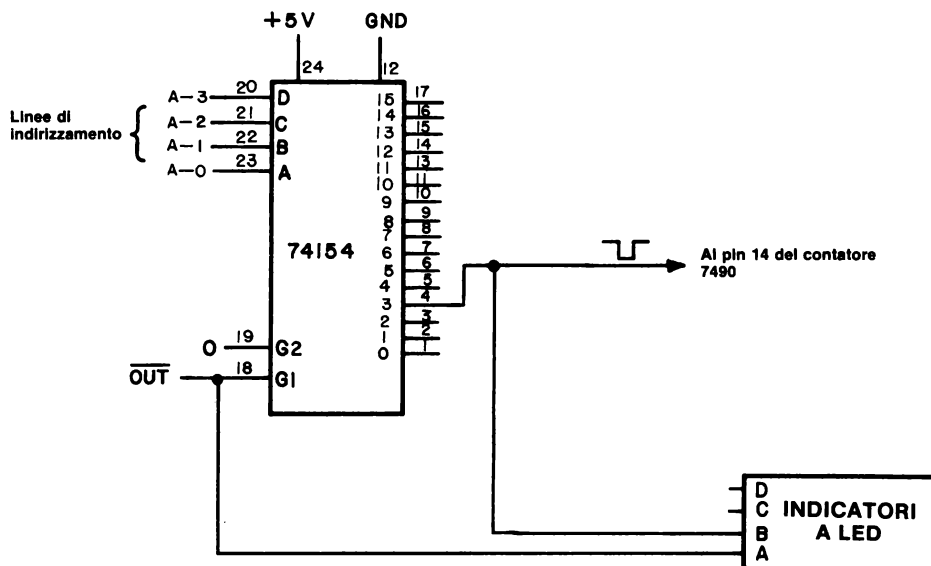 +5V GND
24 12
Linee di
indirizzamento
A-3 20 D
A-2 21 C
A-1 22 B
A-0 23 A
15 17
14 16
13 15
12 14
11 13
10 11
9 10
8 9
7 8
6 7
5 6
4 5
3 4
2 3
1 2
0 1
74154
Al pin 14 del contatore
7490
0 19 G2
OUT 18 G1
D
C
B
A
INDICATORI
A LED